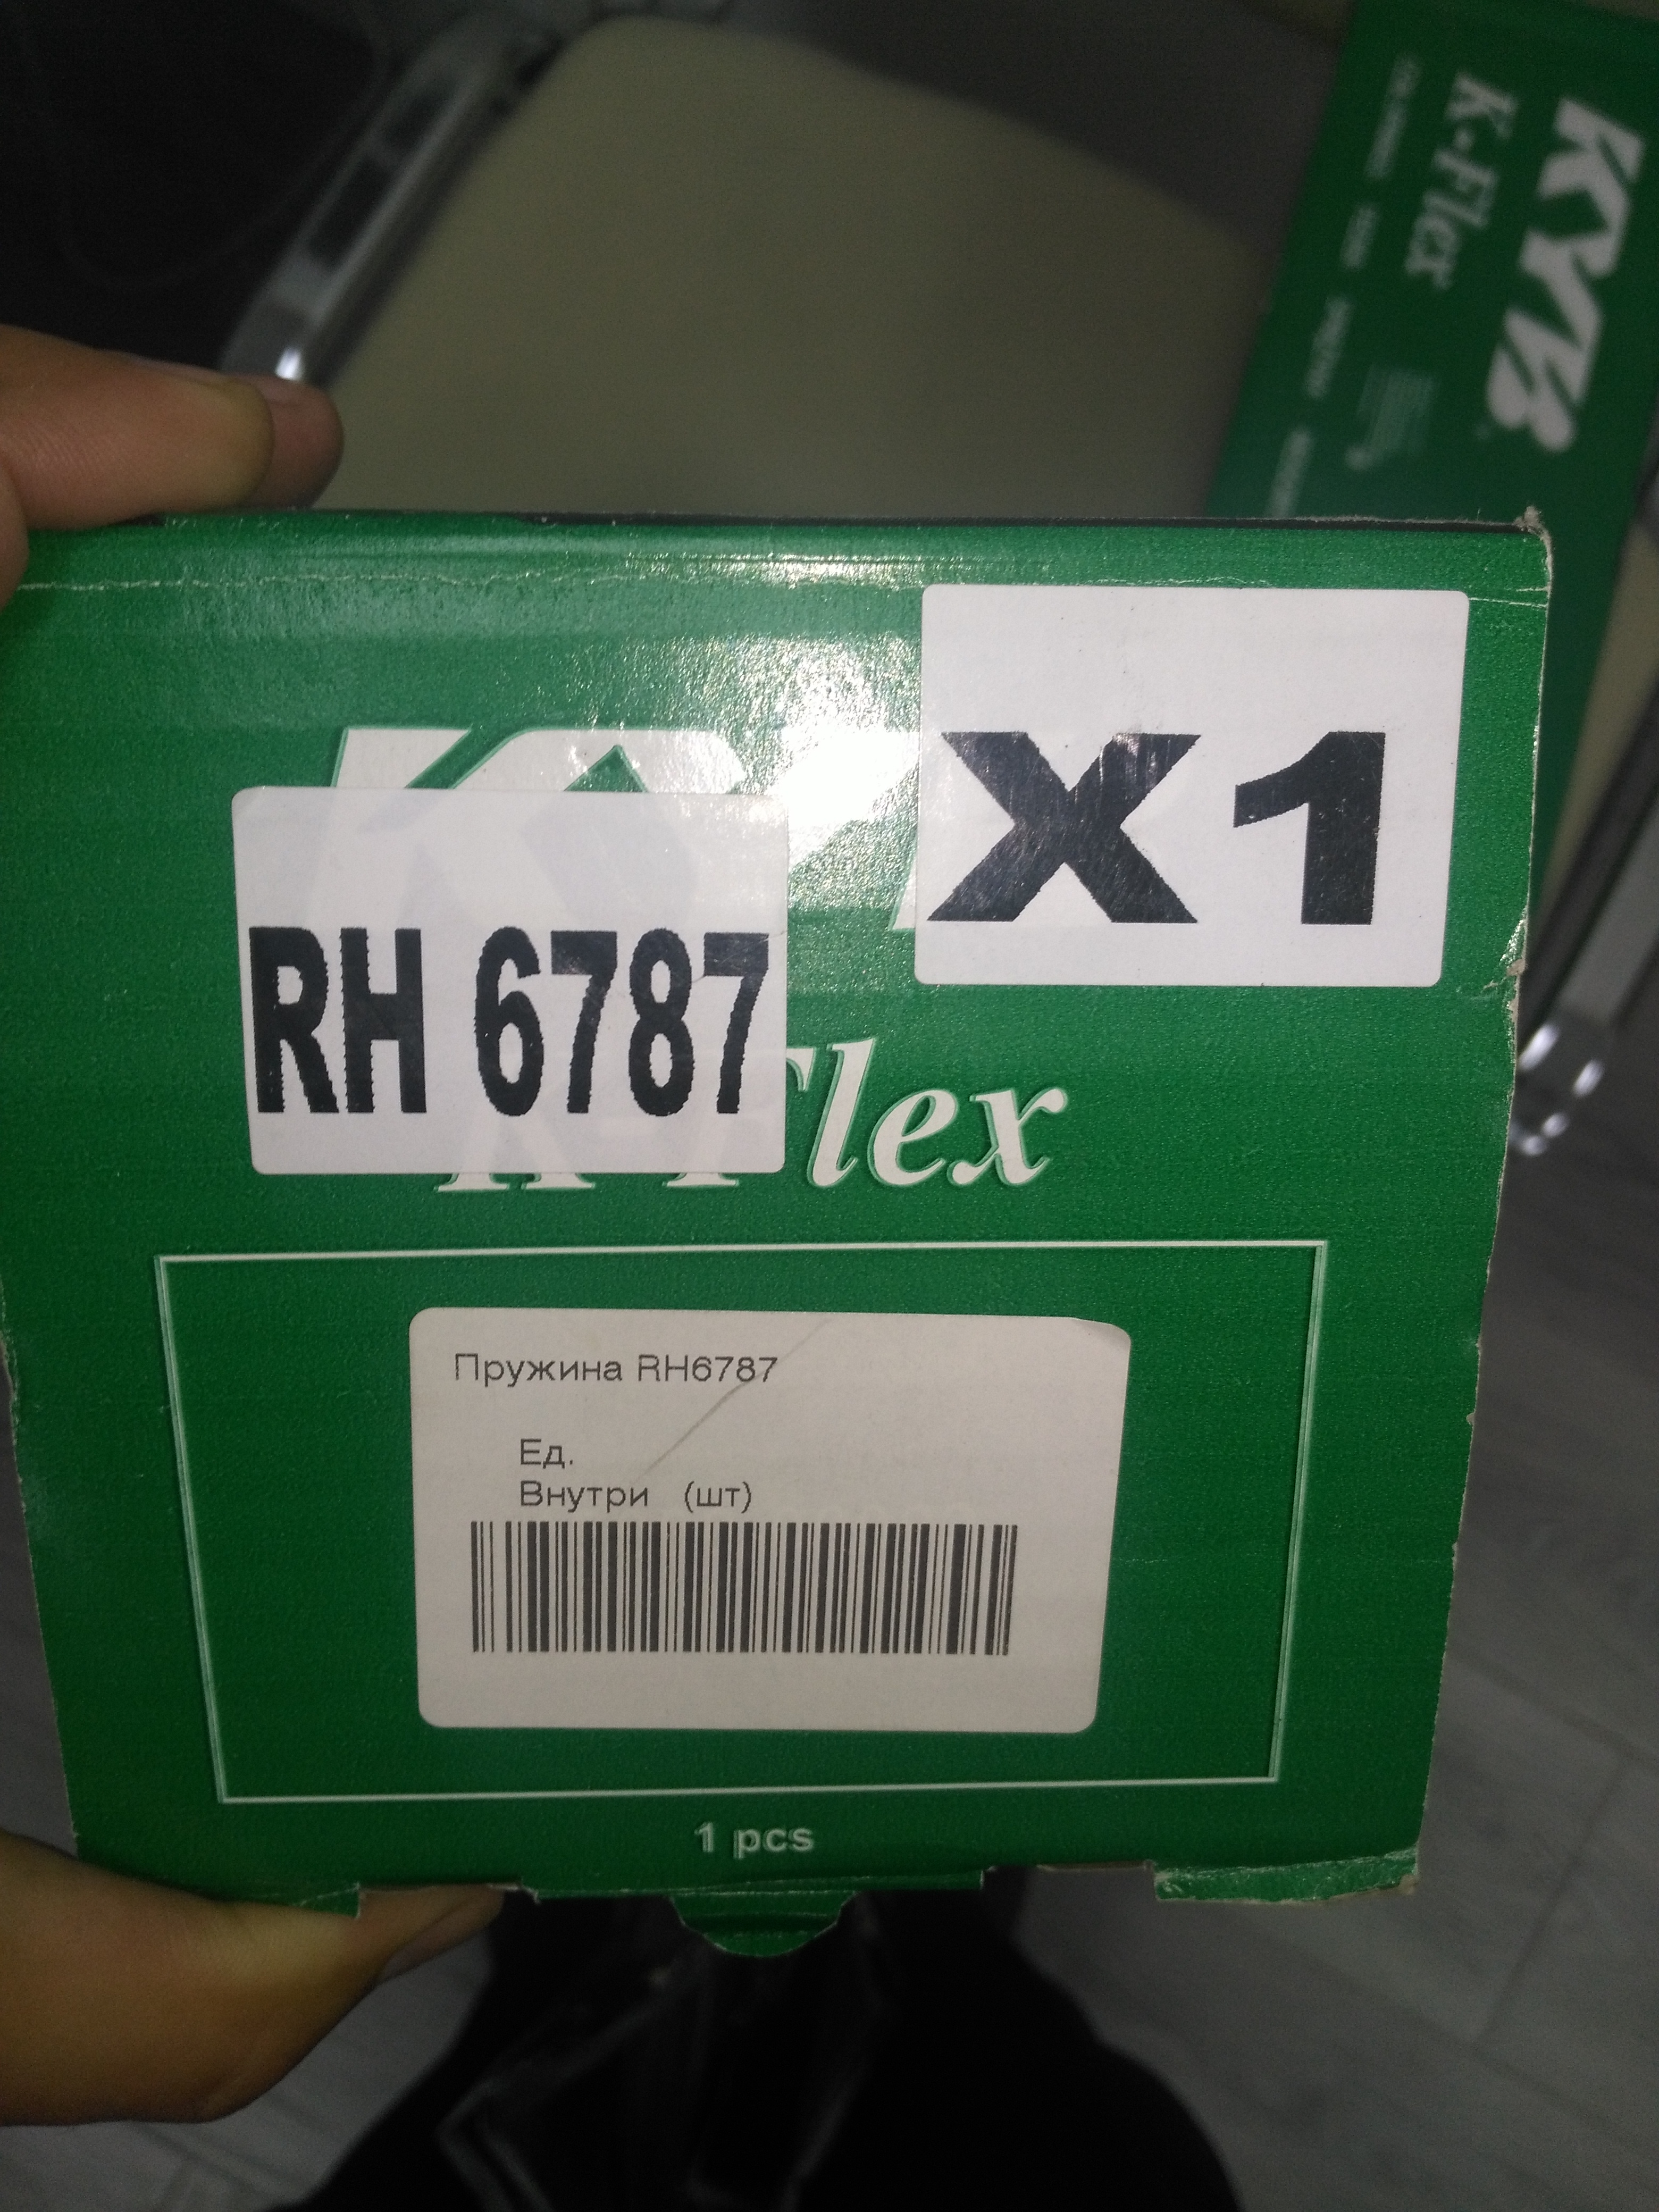 KYB
K-Flex
X1
RH 6787
Flex
Пружина RH6787
Ед.
Внутри (шт)
1 pcs